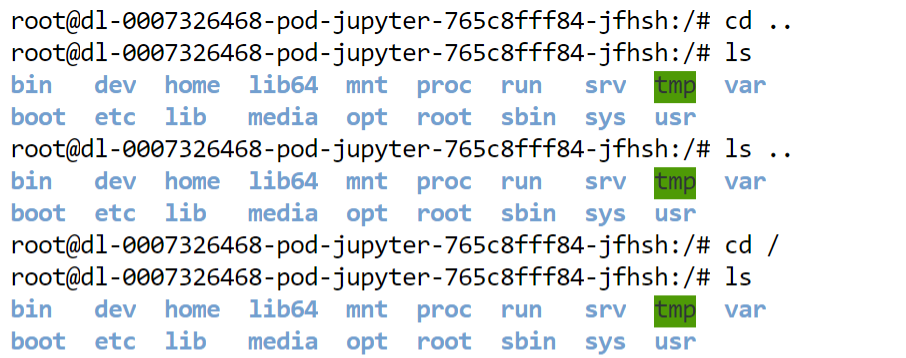 root@dl-0007326468-pod-jupyter-765c8fff84-jfhsh:/# cd ..
root@dl-0007326468-pod-jupyter-765c8fff84-jfhsh:/# ls
bin   dev  home  lib64  mnt  proc  run   srv  tmp  var
boot  etc  lib   media  opt  root  sbin  sys  usr
root@dl-0007326468-pod-jupyter-765c8fff84-jfhsh:/# ls ..
bin   dev  home  lib64  mnt  proc  run   srv  tmp  var
boot  etc  lib   media  opt  root  sbin  sys  usr
root@dl-0007326468-pod-jupyter-765c8fff84-jfhsh:/# cd /
root@dl-0007326468-pod-jupyter-765c8fff84-jfhsh:/# ls
bin   dev  home  lib64  mnt  proc  run   srv  tmp  var
boot  etc  lib   media  opt  root  sbin  sys  usr